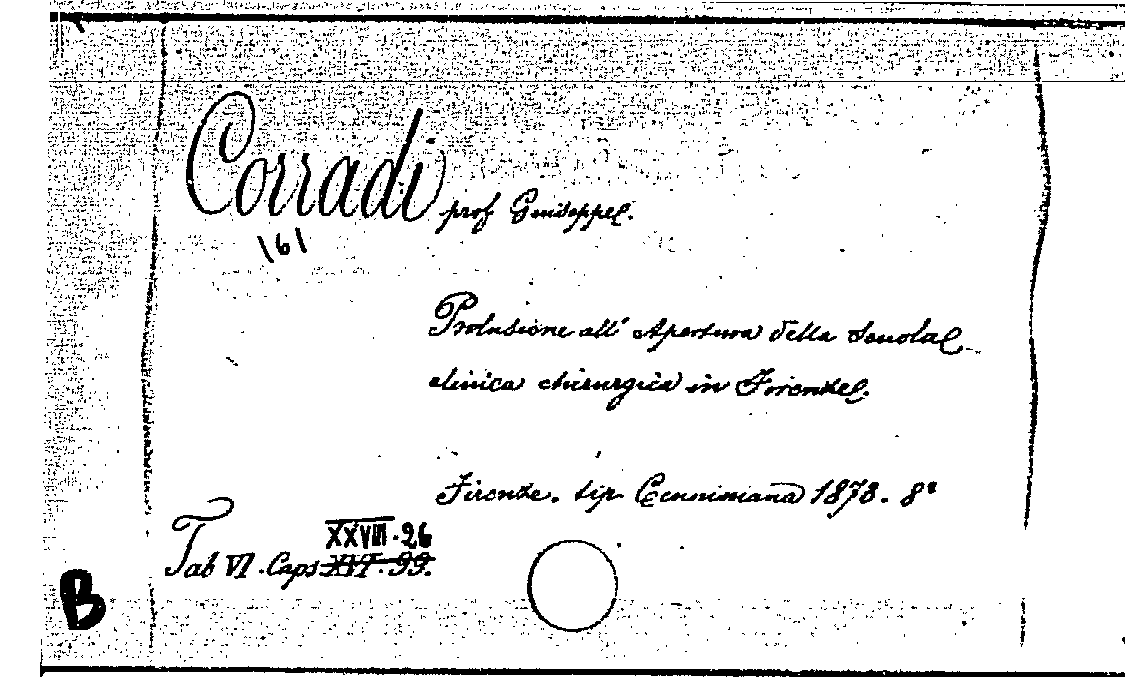 Corradi prof Giuseppe.
161
Prolusione all' Apertura della Scuola
clinica chirurgica in Firenze.
Firenze. tip. Cenniniana 1878. 8°
XXVIII.26
Tab VI. Caps XVI. 99.
B